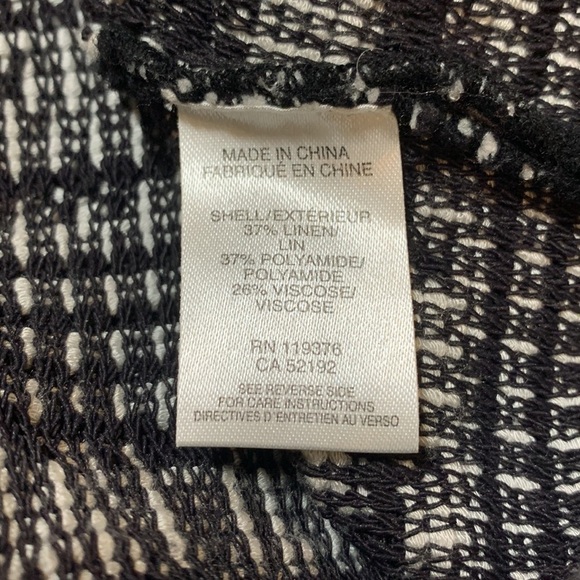 MADE IN CHINA
FABRIQUÉ EN CHINE
SHELL/EXTERIEUR
37% LINEN/
LIN
37% POLYAMIDE/
POLYAMIDE
26% VISCOSE/
VISCOSE
RN 119376
CA 52192
SEE REVERSE SIDE
FOR CARE INSTRUCTIONS
DIRECTIVES D'ENTRETIEN AU VERSO